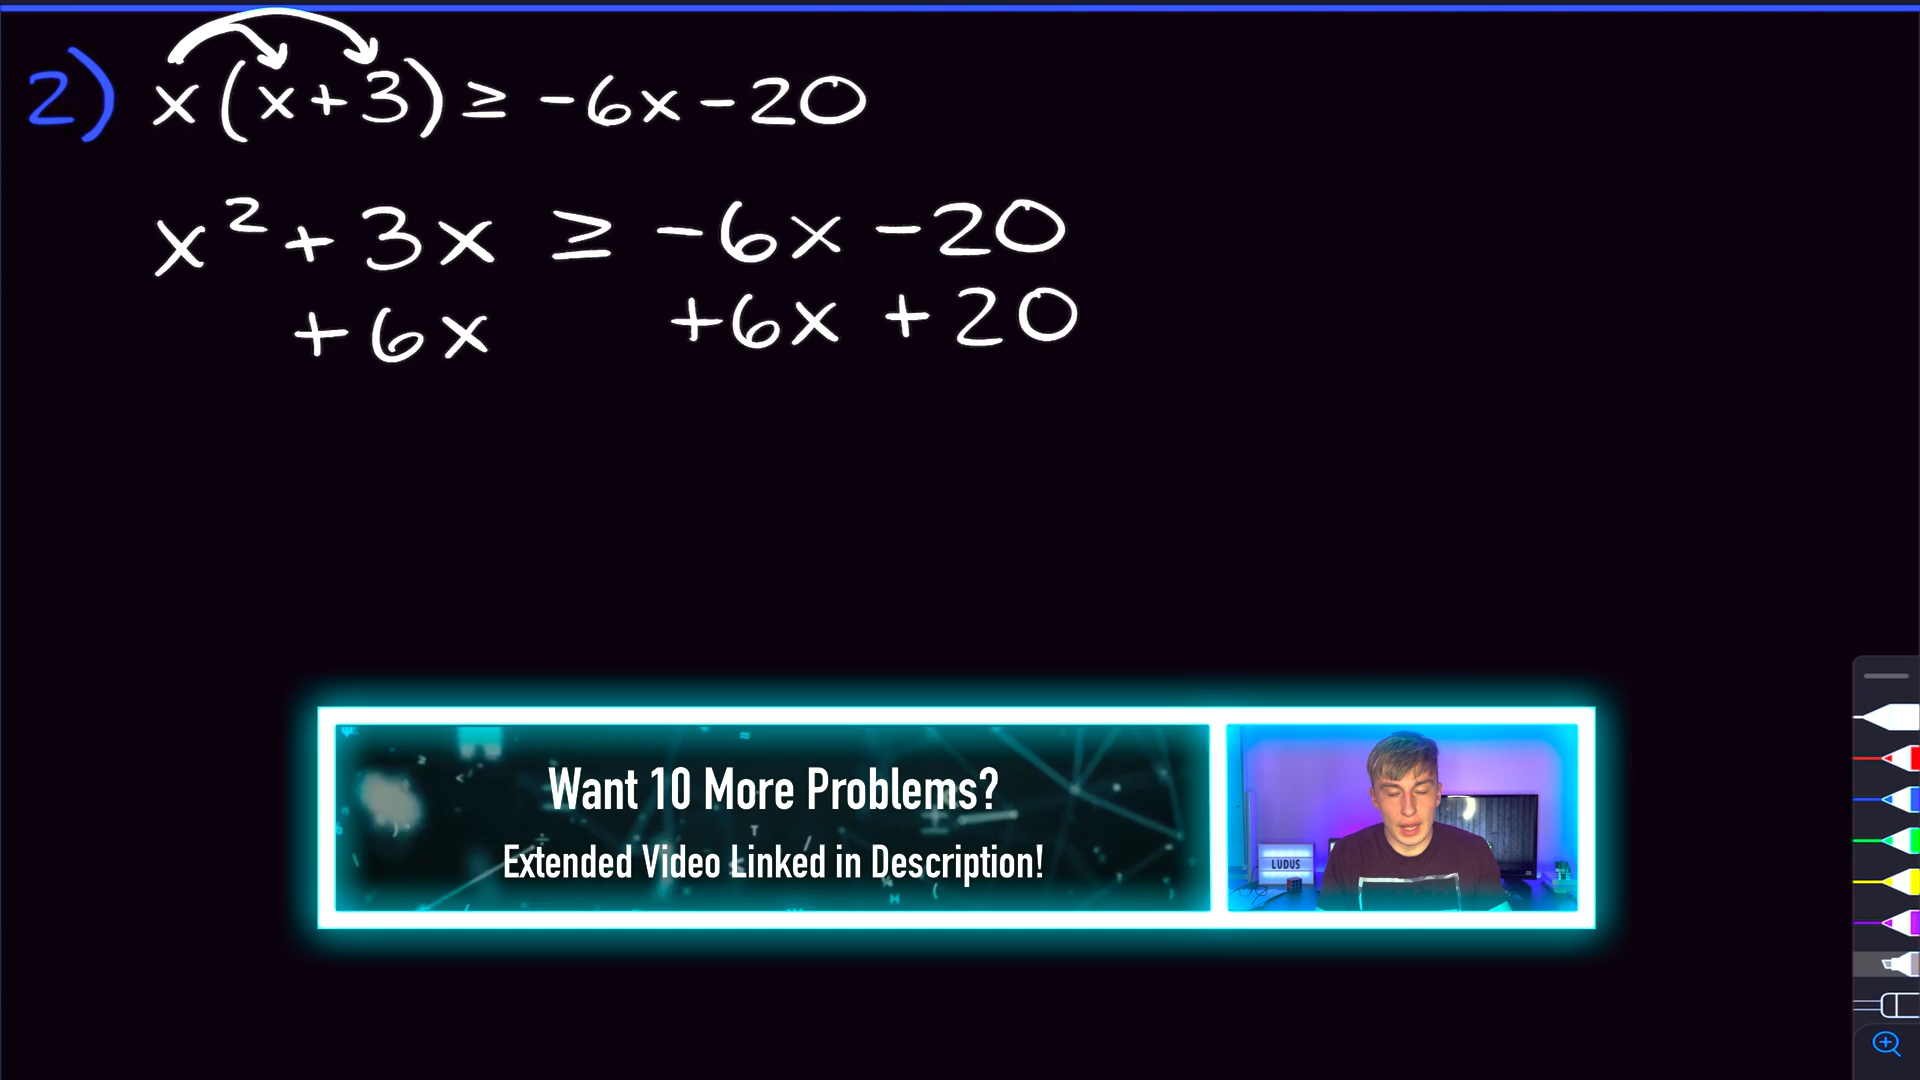 2) x(x+3) ≥ -6x-20
x² + 3x ≥ -6x -20
+6x +6x +20
Want 10 More Problems?
Extended Video Linked in Description!
LUDUS